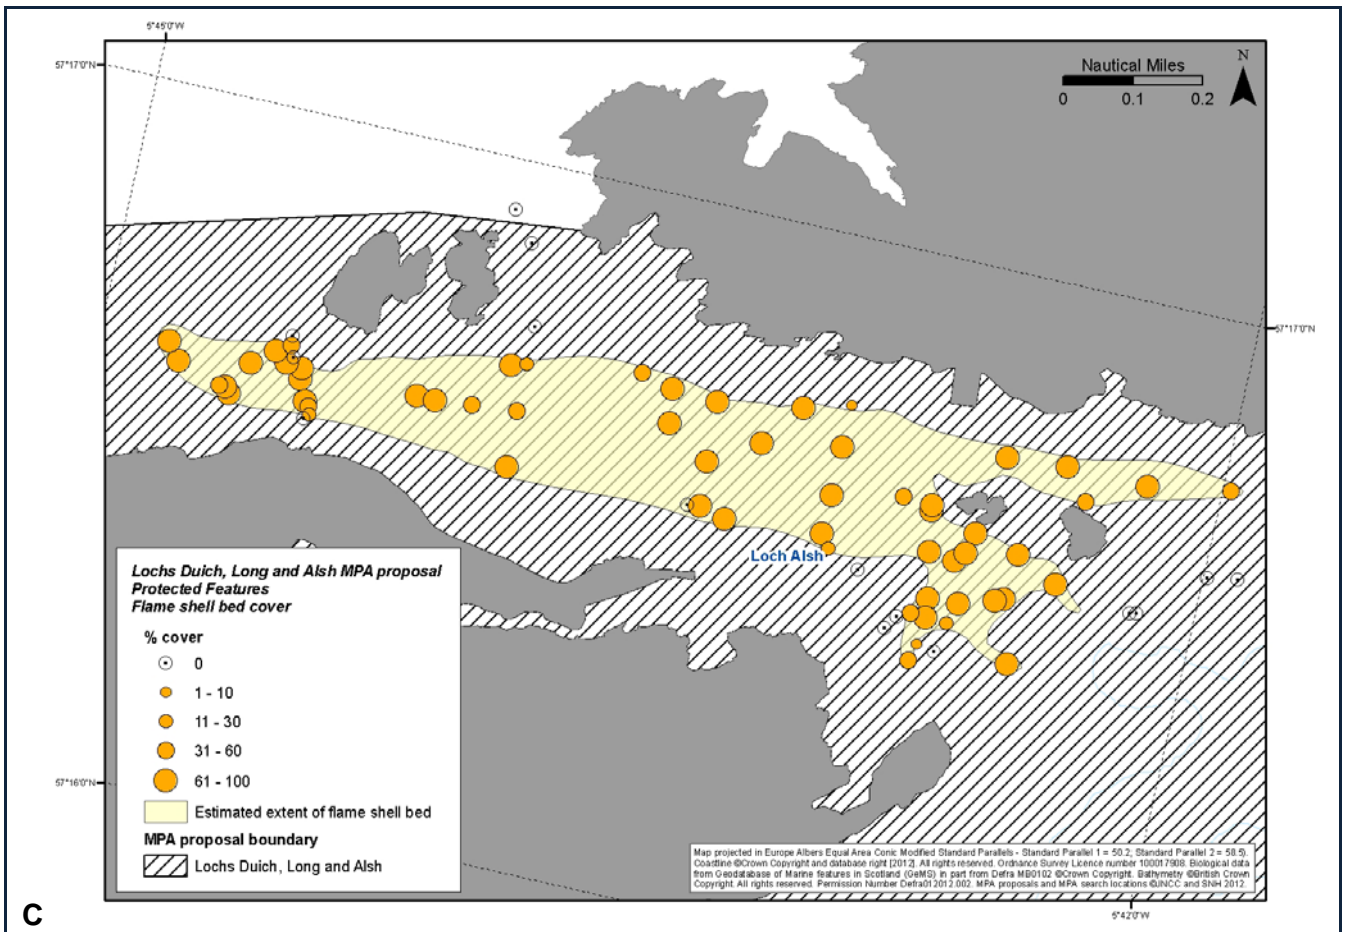 5°45'0"W
57°17'0"N
Nautical Miles
0 0.1 0.2
N
57°17'0"N
Loch Alsh
Lochs Duich, Long and Alsh MPA proposal
Protected Features
Flame shell bed cover
% cover
0
1 - 10
11 - 30
31 - 60
61 - 100
Estimated extent of flame shell bed
MPA proposal boundary
Lochs Duich, Long and Alsh
57°16'0"N
Map projected in Europe Albers Equal Area Conic Modified Standard Parallels - Standard Parallel 1 = 50.2; Standard Parallel 2 = 58.5).
Coastline ©Crown Copyright and database right [2012]. All rights reserved. Ordnance Survey Licence number 100017908. Biological data
from Geodatabase of Marine features in Scotland (GeMS) in part from Defra MB0102 ©Crown Copyright. Bathymetry ©British Crown
Copyright. All rights reserved. Permission Number Defra012012.002. MPA proposals and MPA search locations ©JNCC and SNH 2012.
C
5°42'0"W